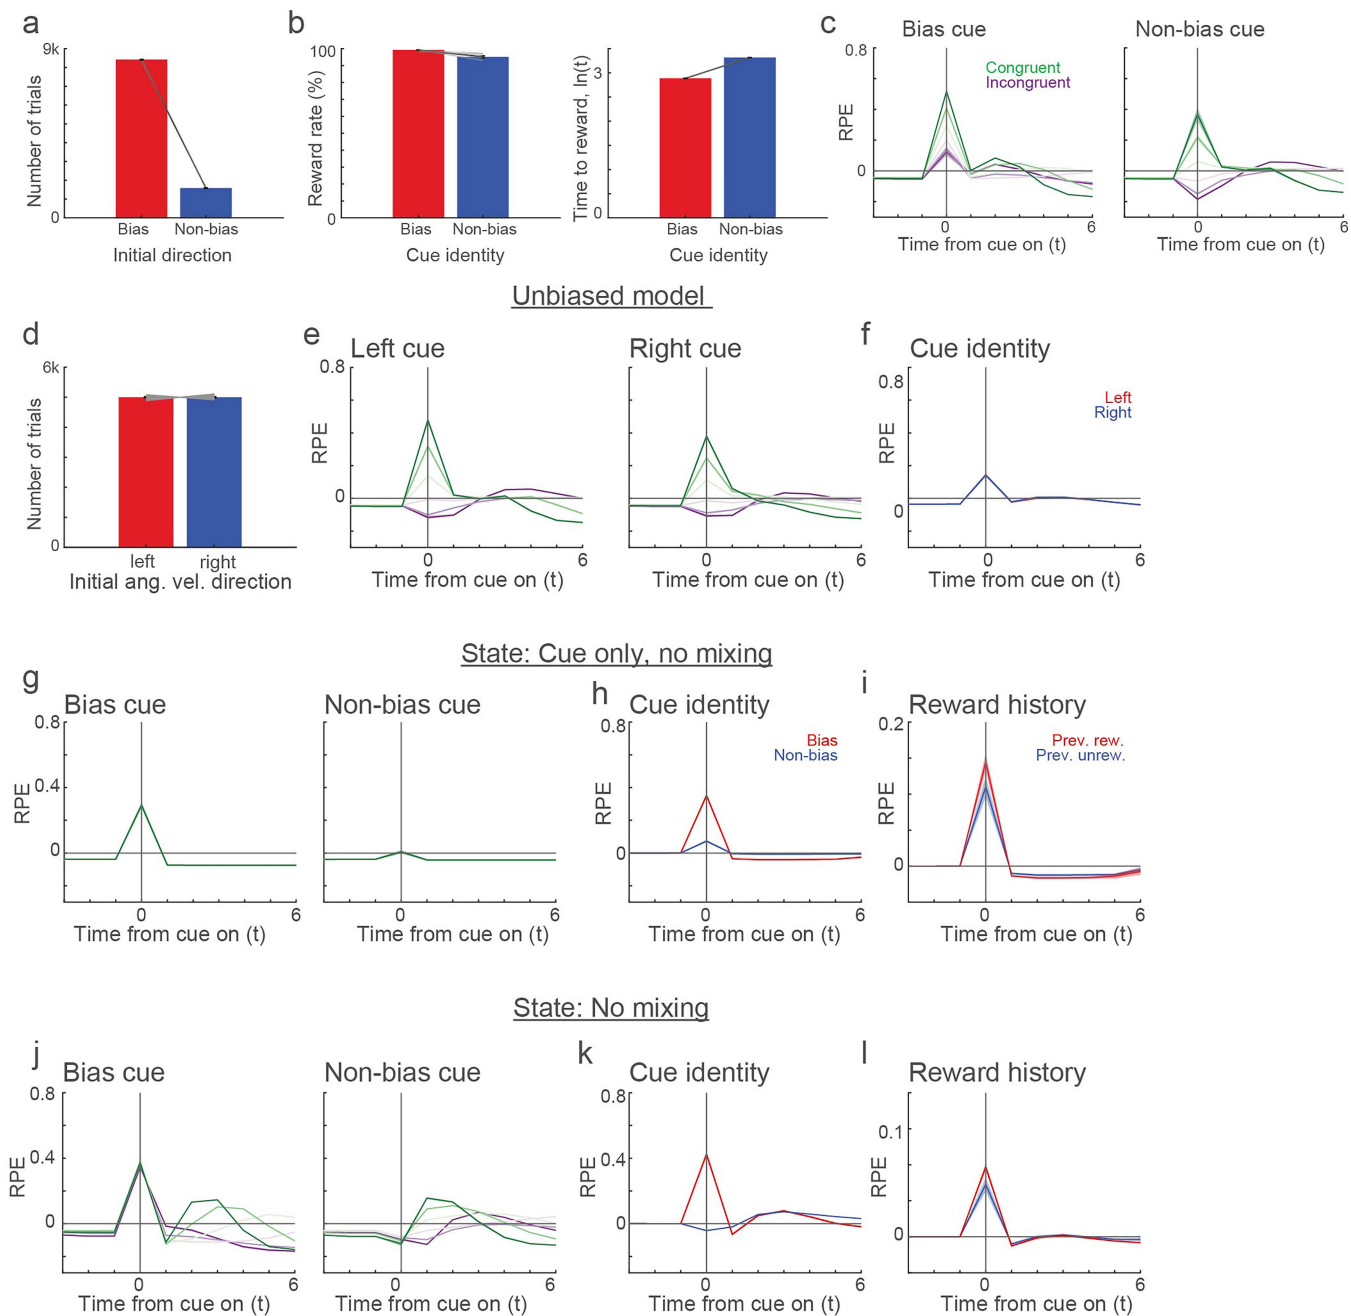 a
9k
0
Number of trials
Bias Non-bias
Initial direction
b
100
0
Reward rate (%)
Bias Non-bias
Cue identity
3
0
Time to reward, ln(t)
Bias Non-bias
Cue identity
c
Bias cue
0.8
0
RPE
Congruent
Incongruent
0 6
Time from cue on (t)
Non-bias cue
0 6
Time from cue on (t)
Unbiased model
d
6k
0
Number of trials
left right
Initial ang. vel. direction
e
Left cue
0.8
0
RPE
0 6
Time from cue on (t)
Right cue
RPE
0 6
Time from cue on (t)
f
Cue identity
0.8
0
RPE
Left
Right
0 6
Time from cue on (t)
State: Cue only, no mixing
g
Bias cue
0.8
0.4
0
RPE
0 6
Time from cue on (t)
Non-bias cue
0 6
Time from cue on (t)
h
Cue identity
0.8
0
RPE
Bias
Non-bias
0 6
Time from cue on (t)
i
Reward history
0.2
0
RPE
Prev. rew.
Prev. unrew.
0 6
Time from cue on (t)
State: No mixing
j
Bias cue
0.8
0.4
0
RPE
0 6
Time from cue on (t)
Non-bias cue
0 6
Time from cue on (t)
k
Cue identity
0.8
0.4
0
RPE
0 6
Time from cue on (t)
l
Reward history
0.1
0
RPE
0 6
Time from cue on (t)